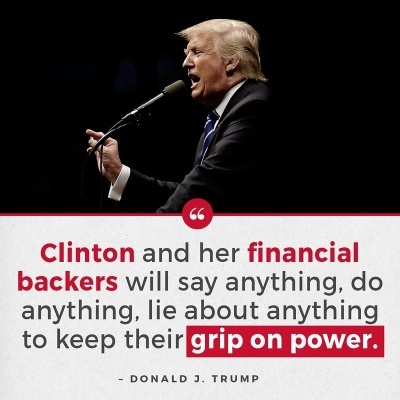 “
Clinton and her financial
backers will say anything, do
anything, lie about anything
to keep their grip on power.
- DONALD J. TRUMP